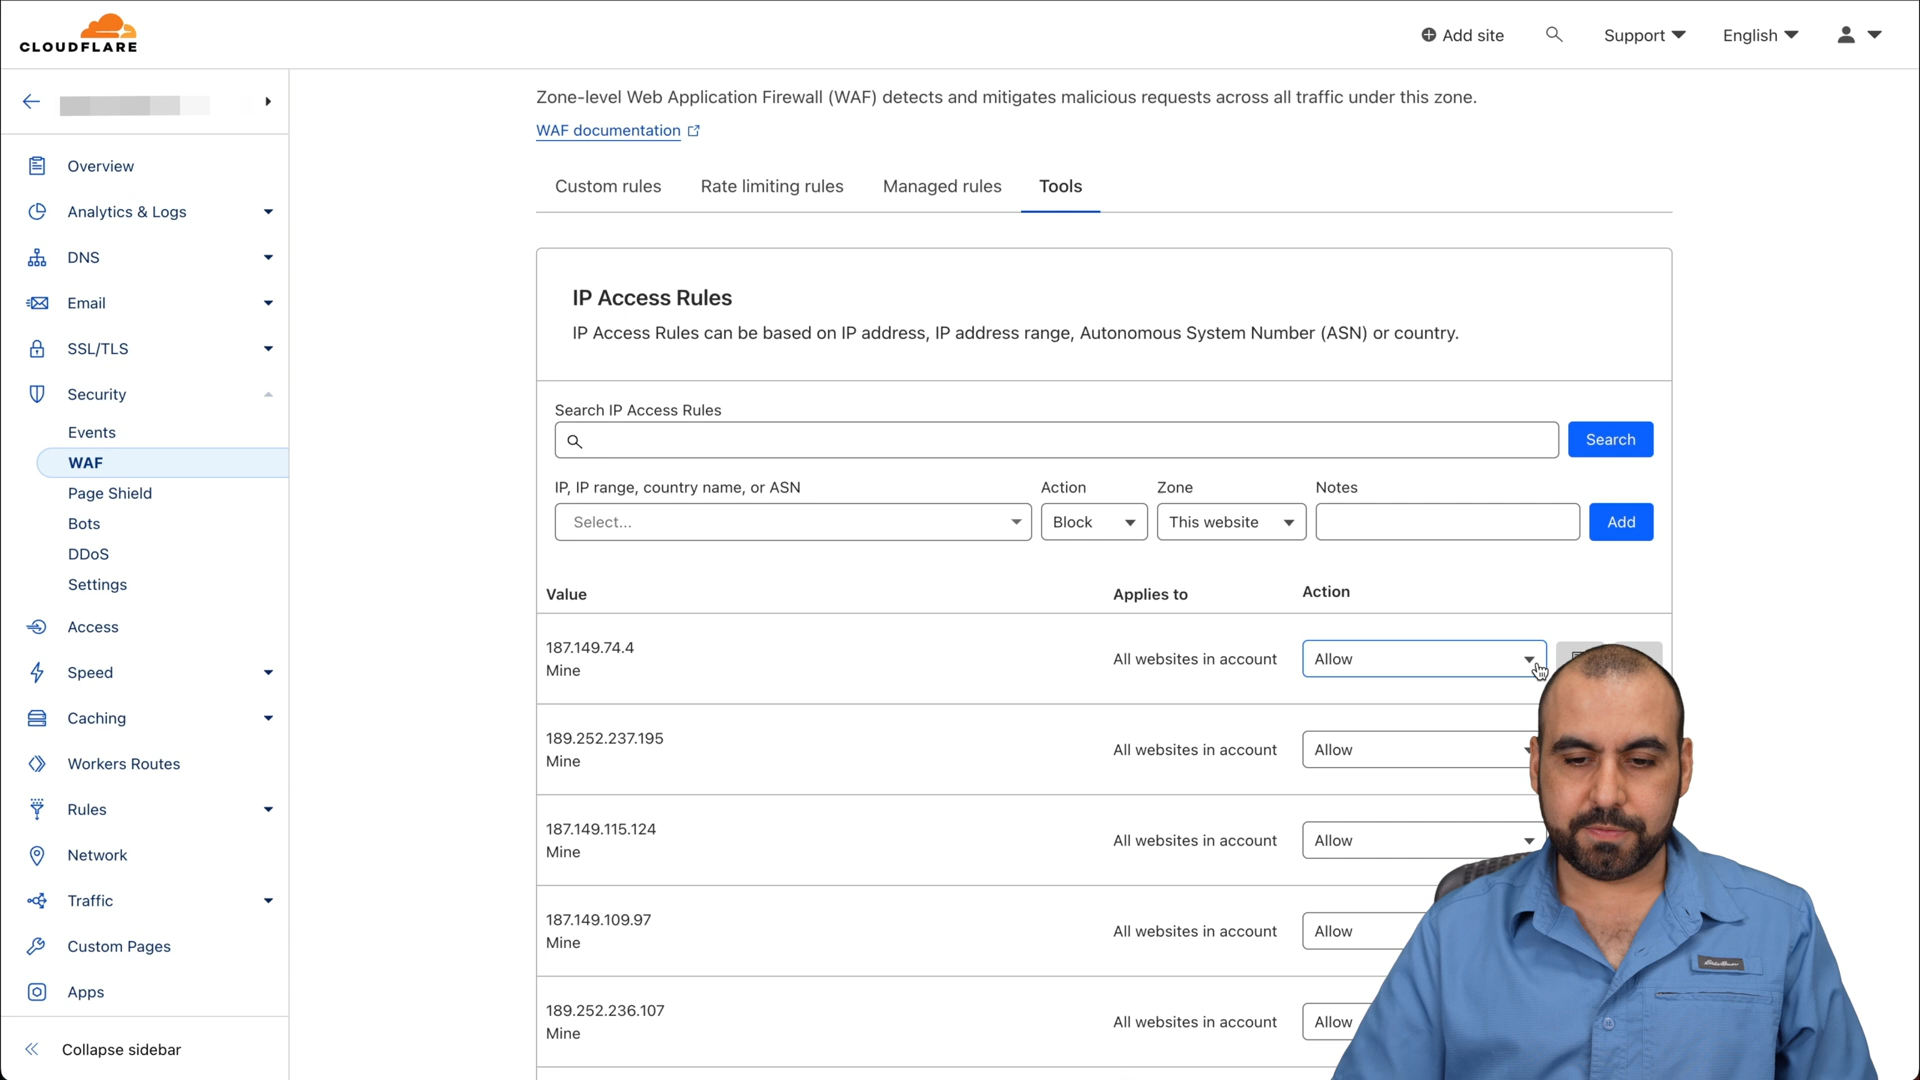 CLOUDFLARE
Add site
Support
English
Overview
Analytics & Logs
DNS
Email
SSL/TLS
Security
Events
WAF
Page Shield
Bots
DDoS
Settings
Access
Speed
Caching
Workers Routes
Rules
Network
Traffic
Custom Pages
Apps
Collapse sidebar
Zone-level Web Application Firewall (WAF) detects and mitigates malicious requests across all traffic under this zone.
WAF documentation
Custom rules Rate limiting rules Managed rules Tools
IP Access Rules
IP Access Rules can be based on IP address, IP address range, Autonomous System Number (ASN) or country.
Search IP Access Rules
Search
IP, IP range, country name, or ASN Action Zone Notes
Select... Block This website Add
Value Applies to Action
187.149.74.4
Mine
All websites in account Allow
189.252.237.195
Mine
All websites in account Allow
187.149.115.124
Mine
All websites in account Allow
187.149.109.97
Mine
All websites in account Allow
189.252.236.107
Mine
All websites in account Allow